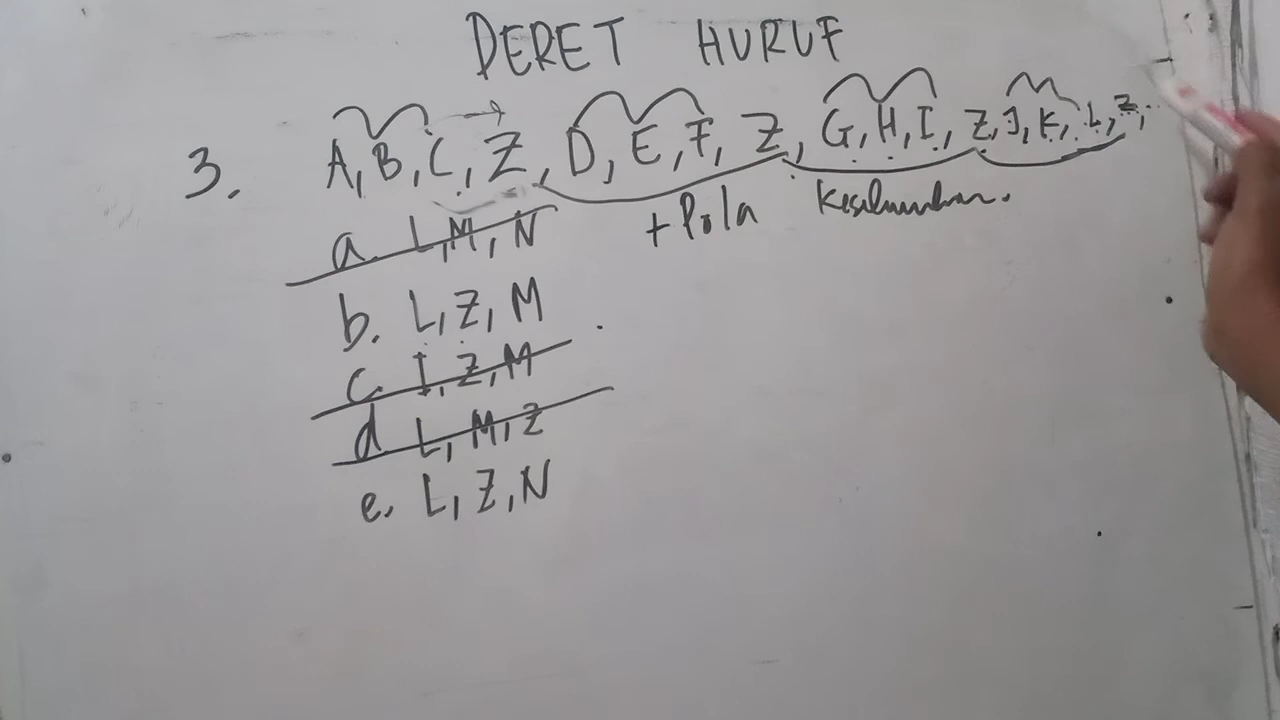 DERET HURUF
3. A, B, C, Z, D, E, F, Z, G, H, I, Z, J, K, L, Z,
+ Pola
a. L, M, N
b. L, Z, M
c. I, Z, M
d. L, M, Z
e. L, Z, N